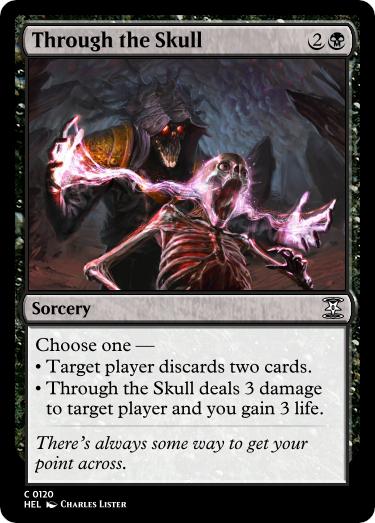 Through the Skull 2
Sorcery
Choose one —
• Target player discards two cards.
• Through the Skull deals 3 damage
to target player and you gain 3 life.
There's always some way to get your
point across.
C 0120
HEL Charles Lister